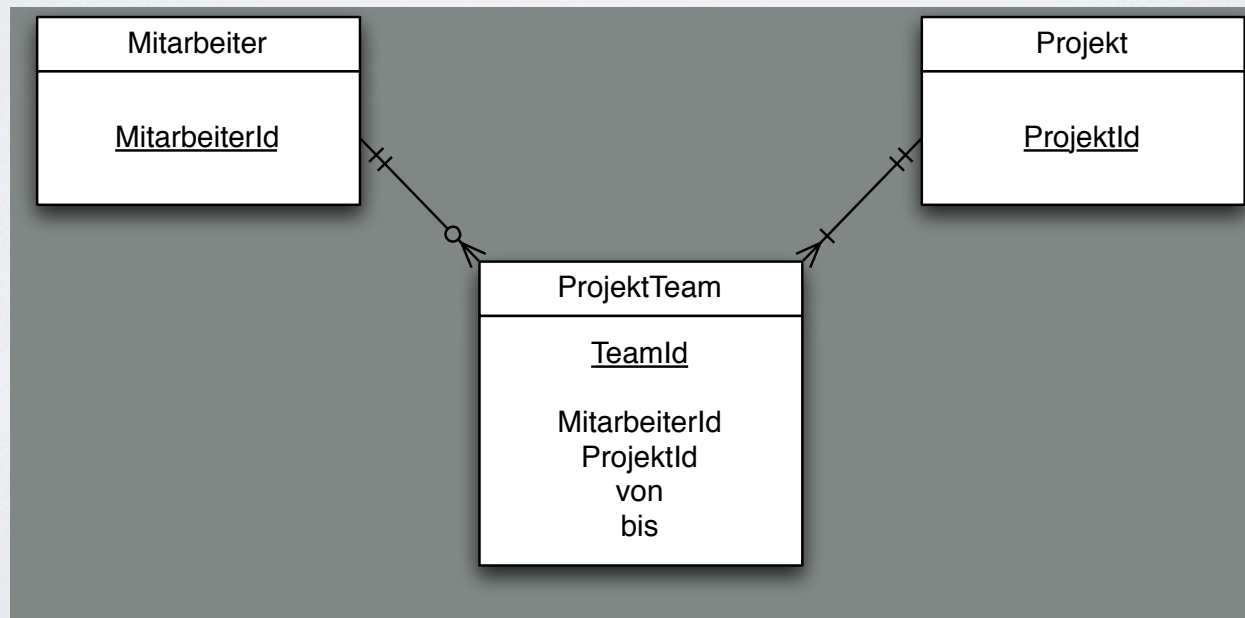 Mitarbeiter
MitarbeiterId
Projekt
ProjektId
ProjektTeam
TeamId
MitarbeiterId
ProjektId
von
bis